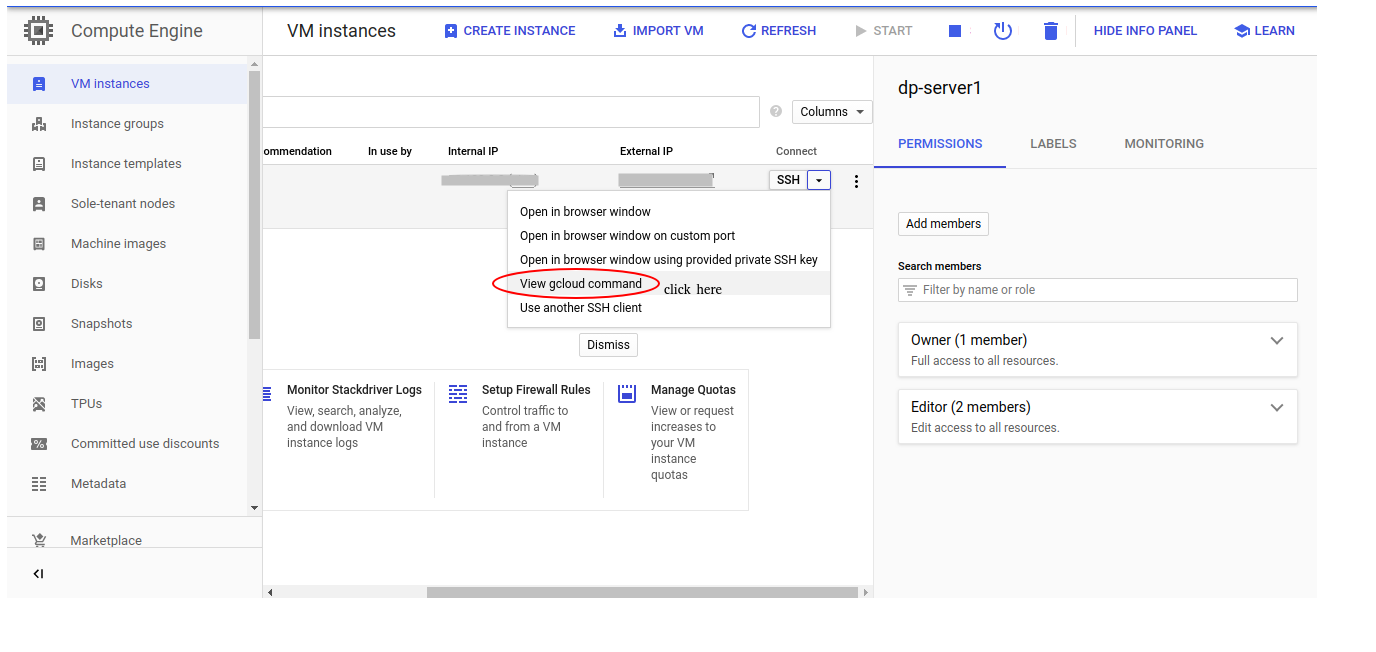 Compute Engine
VM instances
CREATE INSTANCE
IMPORT VM
REFRESH
START
HIDE INFO PANEL
LEARN
VM instances
Instance groups
Instance templates
Sole-tenant nodes
Machine images
Disks
Snapshots
Images
TPUs
Committed use discounts
Metadata
Marketplace
Columns
ommendation
In use by
Internal IP
External IP
Connect
SSH
Open in browser window
Open in browser window on custom port
Open in browser window using provided private SSH key
View gcloud command
click here
Use another SSH client
Dismiss
Monitor Stackdriver Logs
View, search, analyze,
and download VM
instance logs
Setup Firewall Rules
Control traffic to
and from a VM
instance
Manage Quotas
View or request
increases to
your VM
instance
quotas
dp-server1
PERMISSIONS
LABELS
MONITORING
Add members
Search members
Filter by name or role
Owner (1 member)
Full access to all resources.
Editor (2 members)
Edit access to all resources.